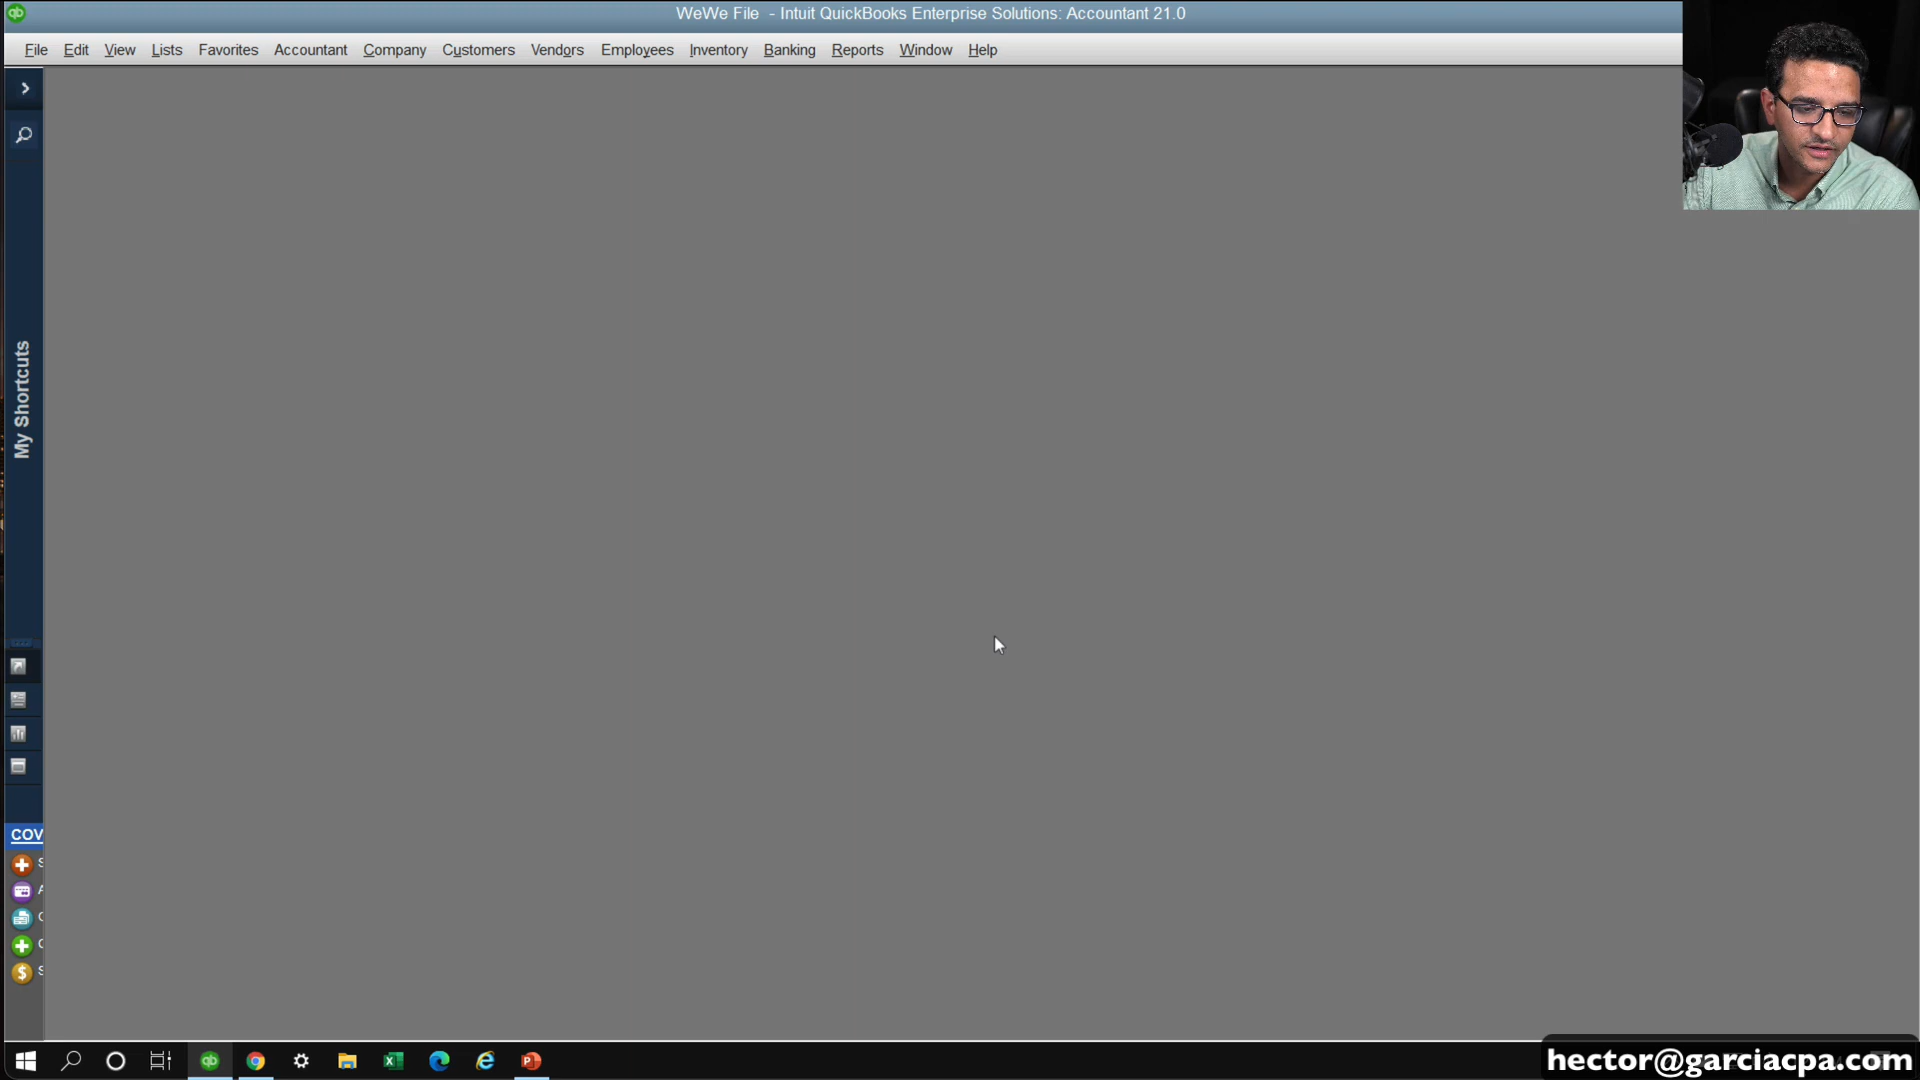 WeWe File - Intuit QuickBooks Enterprise Solutions: Accountant 21.0
File Edit View Lists Favorites Accountant Company Customers Vendors Employees Inventory Banking Reports Window Help
My Shortcuts
COV
S
A
C
C
S
hector@garciacpa.com